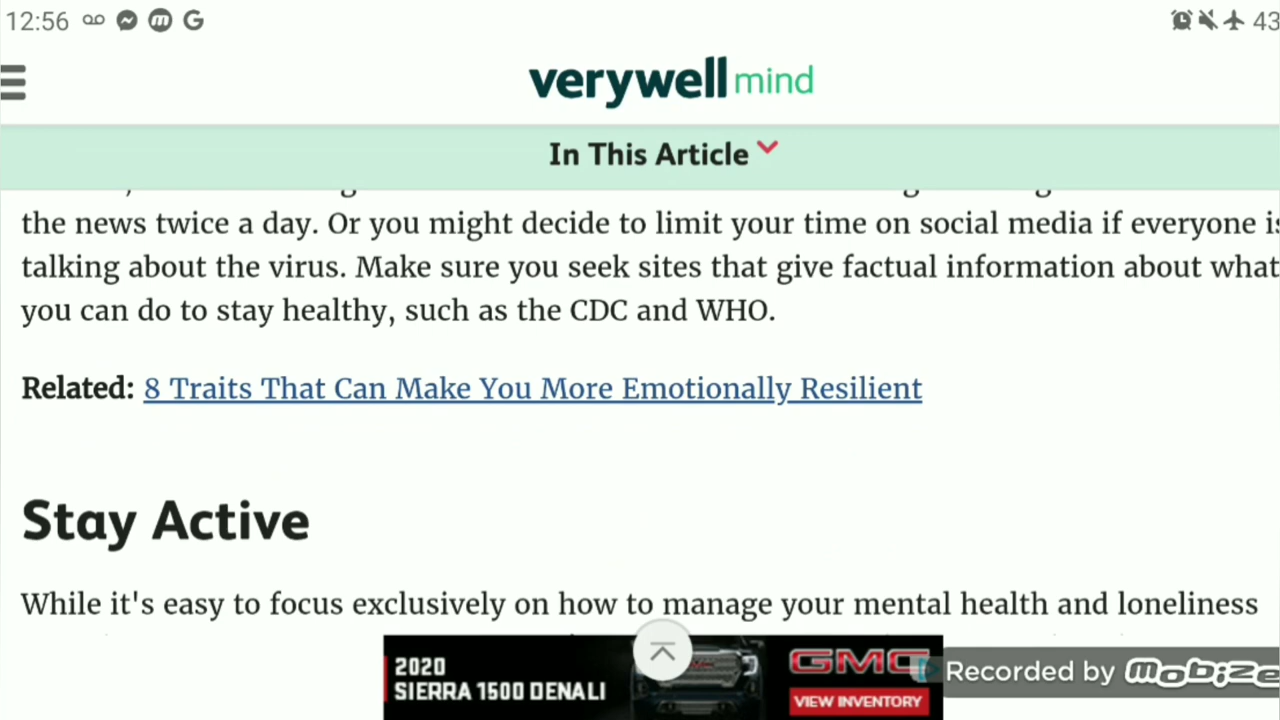 12:56 43
verywell mind
In This Article
the news twice a day. Or you might decide to limit your time on social media if everyone is
talking about the virus. Make sure you seek sites that give factual information about what
you can do to stay healthy, such as the CDC and WHO.
Related: 8 Traits That Can Make You More Emotionally Resilient
Stay Active
While it's easy to focus exclusively on how to manage your mental health and loneliness
2020
SIERRA 1500 DENALI
GMC
VIEW INVENTORY
Recorded by mobize